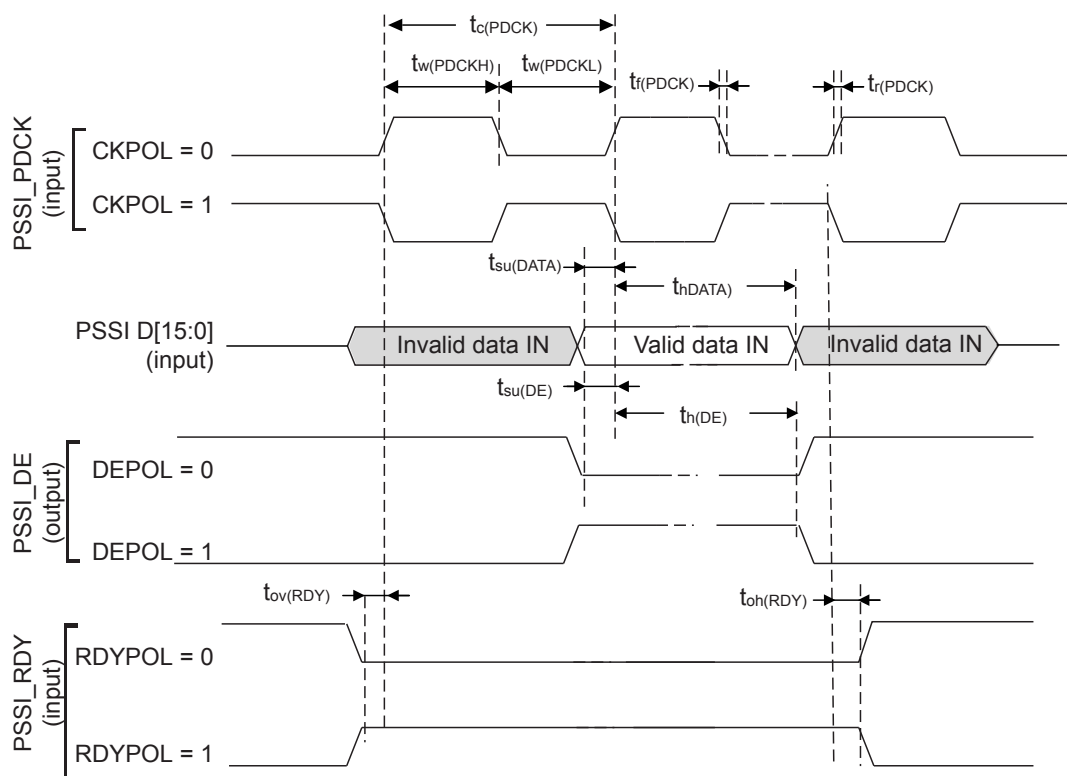 tc(PDCK)
tw(PDCKH)
tw(PDCKL)
tf(PDCK)
tr(PDCK)
PSSI_PDCK
(input)
CKPOL = 0
CKPOL = 1
tsu(DATA)
thDATA)
PSSI D[15:0]
(input)
Invalid data IN
Valid data IN
Invalid data IN
tsu(DE)
th(DE)
PSSI_DE
(output)
DEPOL = 0
DEPOL = 1
tov(RDY)
toh(RDY)
PSSI_RDY
(input)
RDYPOL = 0
RDYPOL = 1